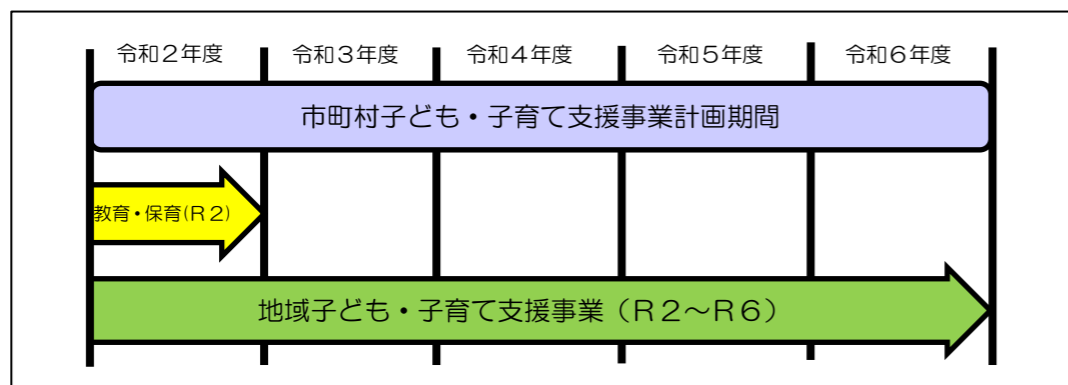 令和２年度 令和３年度 令和４年度 令和５年度 令和６年度
市町村子ども・子育て支援事業計画期間
教育・保育(Ｒ２)
地域子ども・子育て支援事業（Ｒ２～Ｒ６）